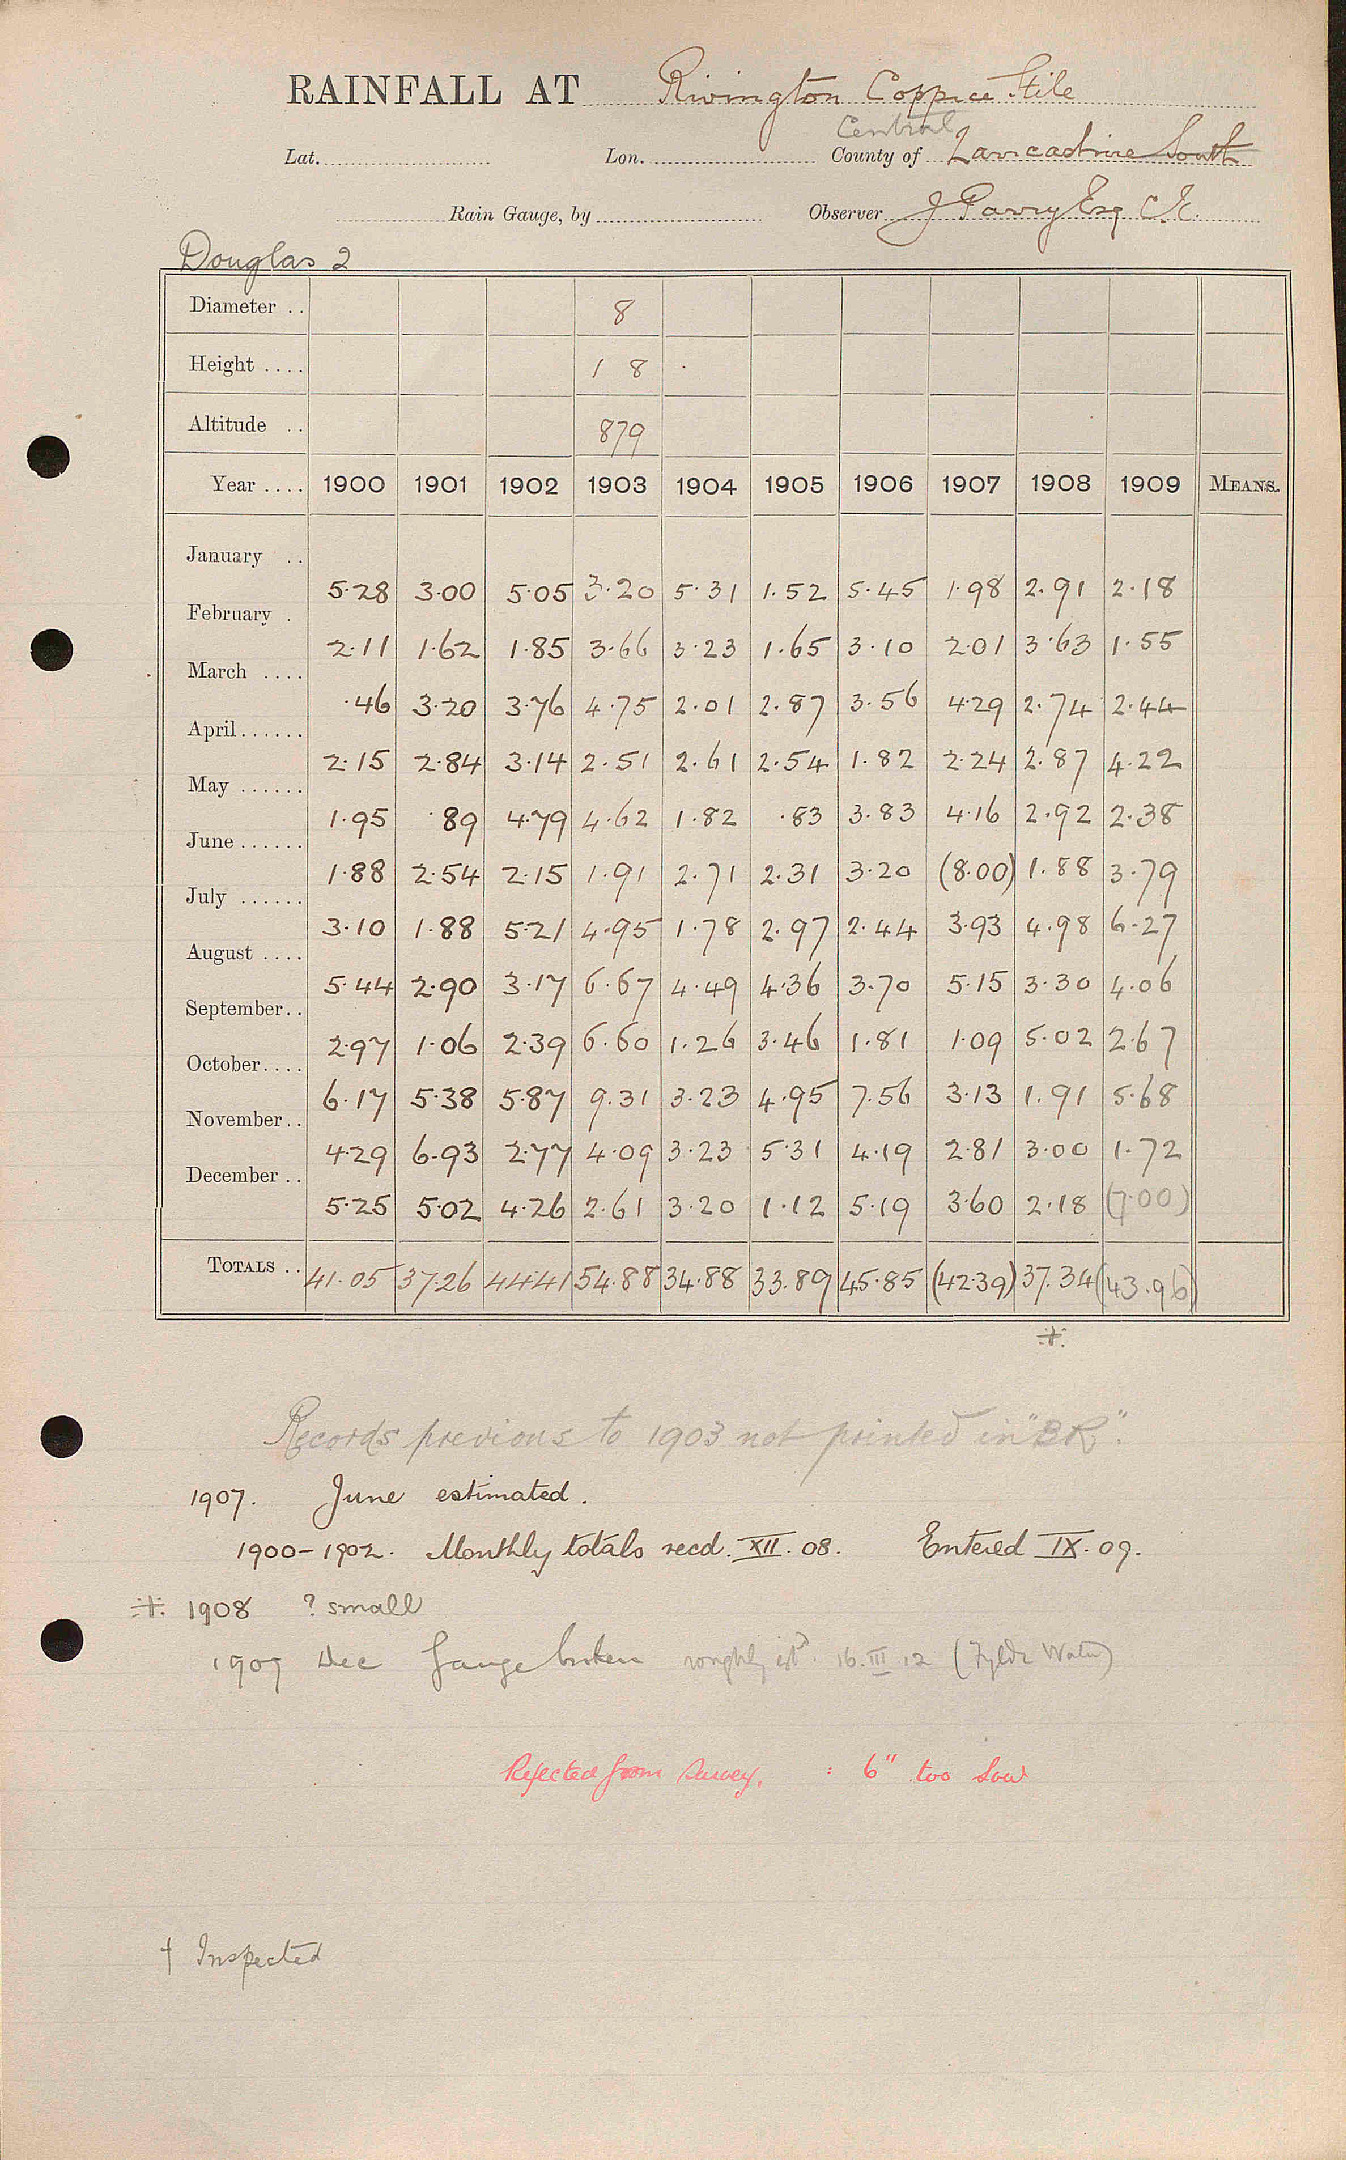 RAINFALL AT Rivington Coppice Stile
Central
Lat. Lon. County of Lancashire South
Rain Gauge, by Observer J Parry Esq C.E.
Douglas 2
Diameter .. 8
Height .... 1 8
Altitude .. 879
Year .... 1900 1901 1902 1903 1904 1905 1906 1907 1908 1909 MEANS.
January .. 5.28 3.00 5.05 3.20 5.31 1.52 5.45 1.98 2.91 2.18
February . 2.11 1.62 1.85 3.66 3.23 1.65 3.10 2.01 3.63 1.55
March .... .46 3.20 3.76 4.75 2.01 2.87 3.56 4.29 2.74 2.44
April...... 2.15 2.84 3.14 2.51 2.61 2.54 1.82 2.24 2.87 4.22
May ...... 1.95 .89 4.79 4.62 1.82 .83 3.83 4.16 2.92 2.38
June ...... 1.88 2.54 2.15 1.91 2.71 2.31 3.20 (8.00) 1.88 3.79
July ...... 3.10 1.88 5.21 4.95 1.78 2.97 2.44 3.93 4.98 6.27
August .... 5.44 2.90 3.17 6.67 4.49 4.36 3.70 5.15 3.30 4.06
September.. 2.97 1.06 2.39 6.60 1.26 3.46 1.81 1.09 5.02 2.67
October.... 6.17 5.38 5.87 9.31 3.23 4.95 7.56 3.13 1.91 5.68
November.. 4.29 6.93 2.77 4.09 3.23 5.31 4.19 2.81 3.00 1.72
December .. 5.25 5.02 4.26 2.61 3.20 1.12 5.19 3.60 2.18 (7.00)
TOTALS .. 41.05 37.26 44.41 54.88 34.88 33.89 45.85 (42.39) 37.34 (43.96)
Records previous to 1903 not printed in "BR".
1907. June estimated.
1900-1902. Monthly totals recd. XII. 08. Entered IX. 09.
1908 ? small
1909 Dec Gauge broken roughly estd. 16.III.12 (Fylde Water)
Rejected from Survey. : 6" too low
† Inspected